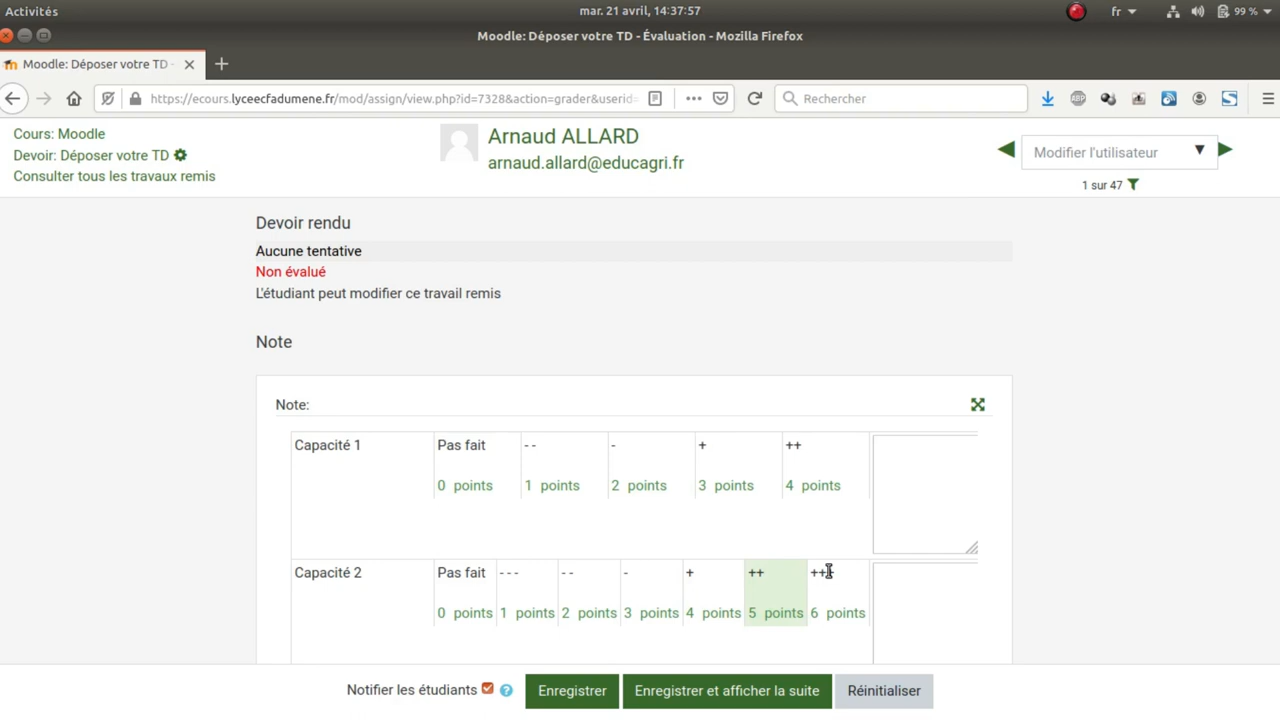 Activités
mar. 21 avril, 14:37:57
fr
99 %
Moodle: Déposer votre TD - Évaluation - Mozilla Firefox
Moodle: Déposer votre TD -
https://ecours.lyceecfadumene.fr/mod/assign/view.php?id=7328&action=grader&userid=
Rechercher
ABP
S
Cours: Moodle
Devoir: Déposer votre TD
Consulter tous les travaux remis
Arnaud ALLARD
arnaud.allard@educagri.fr
Modifier l'utilisateur
1 sur 47
Devoir rendu
Aucune tentative
Non évalué
L'étudiant peut modifier ce travail remis
Note
Note:
Capacité 1 Pas fait -- - + ++
0 points 1 points 2 points 3 points 4 points
Capacité 2 Pas fait --- -- - + ++ +++
0 points 1 points 2 points 3 points 4 points 5 points 6 points
Notifier les étudiants ? Enregistrer Enregistrer et afficher la suite Réinitialiser